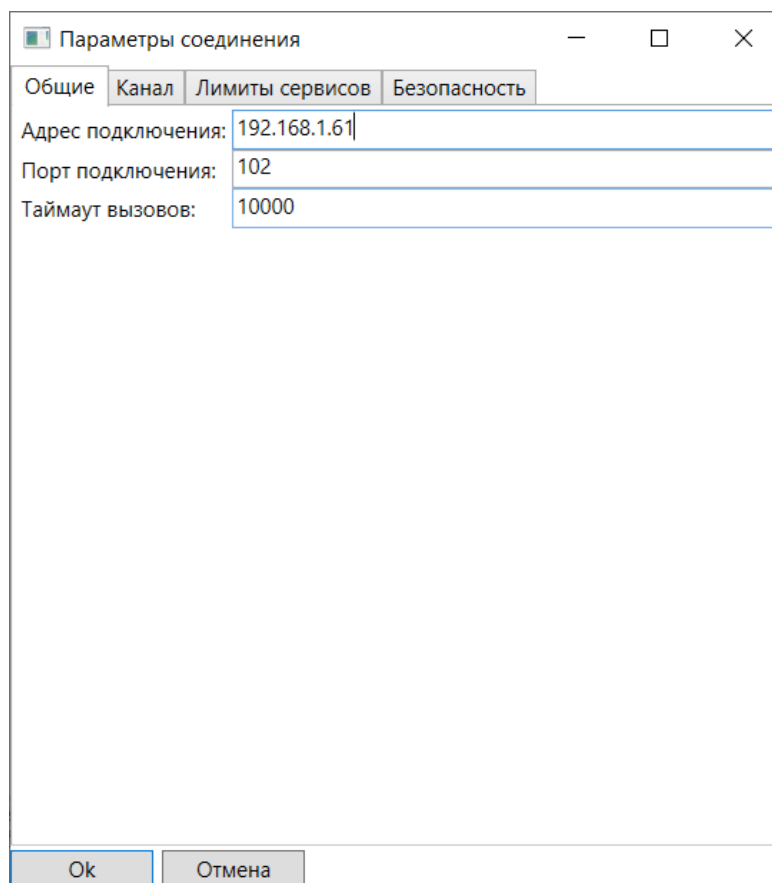 Параметры соединения
Общие Канал Лимиты сервисов Безопасность
Адрес подключения: 192.168.1.61
Порт подключения: 102
Таймаут вызовов: 10000
Ok Отмена